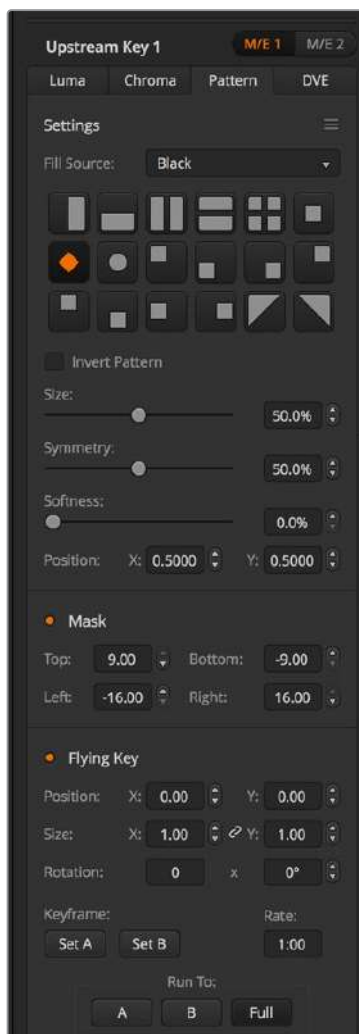 Upstream Key 1 M/E 1 M/E 2
Luma Chroma Pattern DVE
Settings
Fill Source: Black
Invert Pattern
Size:
50.0%
Symmetry:
50.0%
Softness:
0.0%
Position: X: 0.5000 Y: 0.5000
Mask
Top: 9.00 Bottom: -9.00
Left: -16.00 Right: 16.00
Flying Key
Position: X: 0.00 Y: 0.00
Size: X: 1.00 Y: 1.00
Rotation: 0 x 0°
Keyframe: Rate:
Set A Set B 1:00
Run To:
A B Full